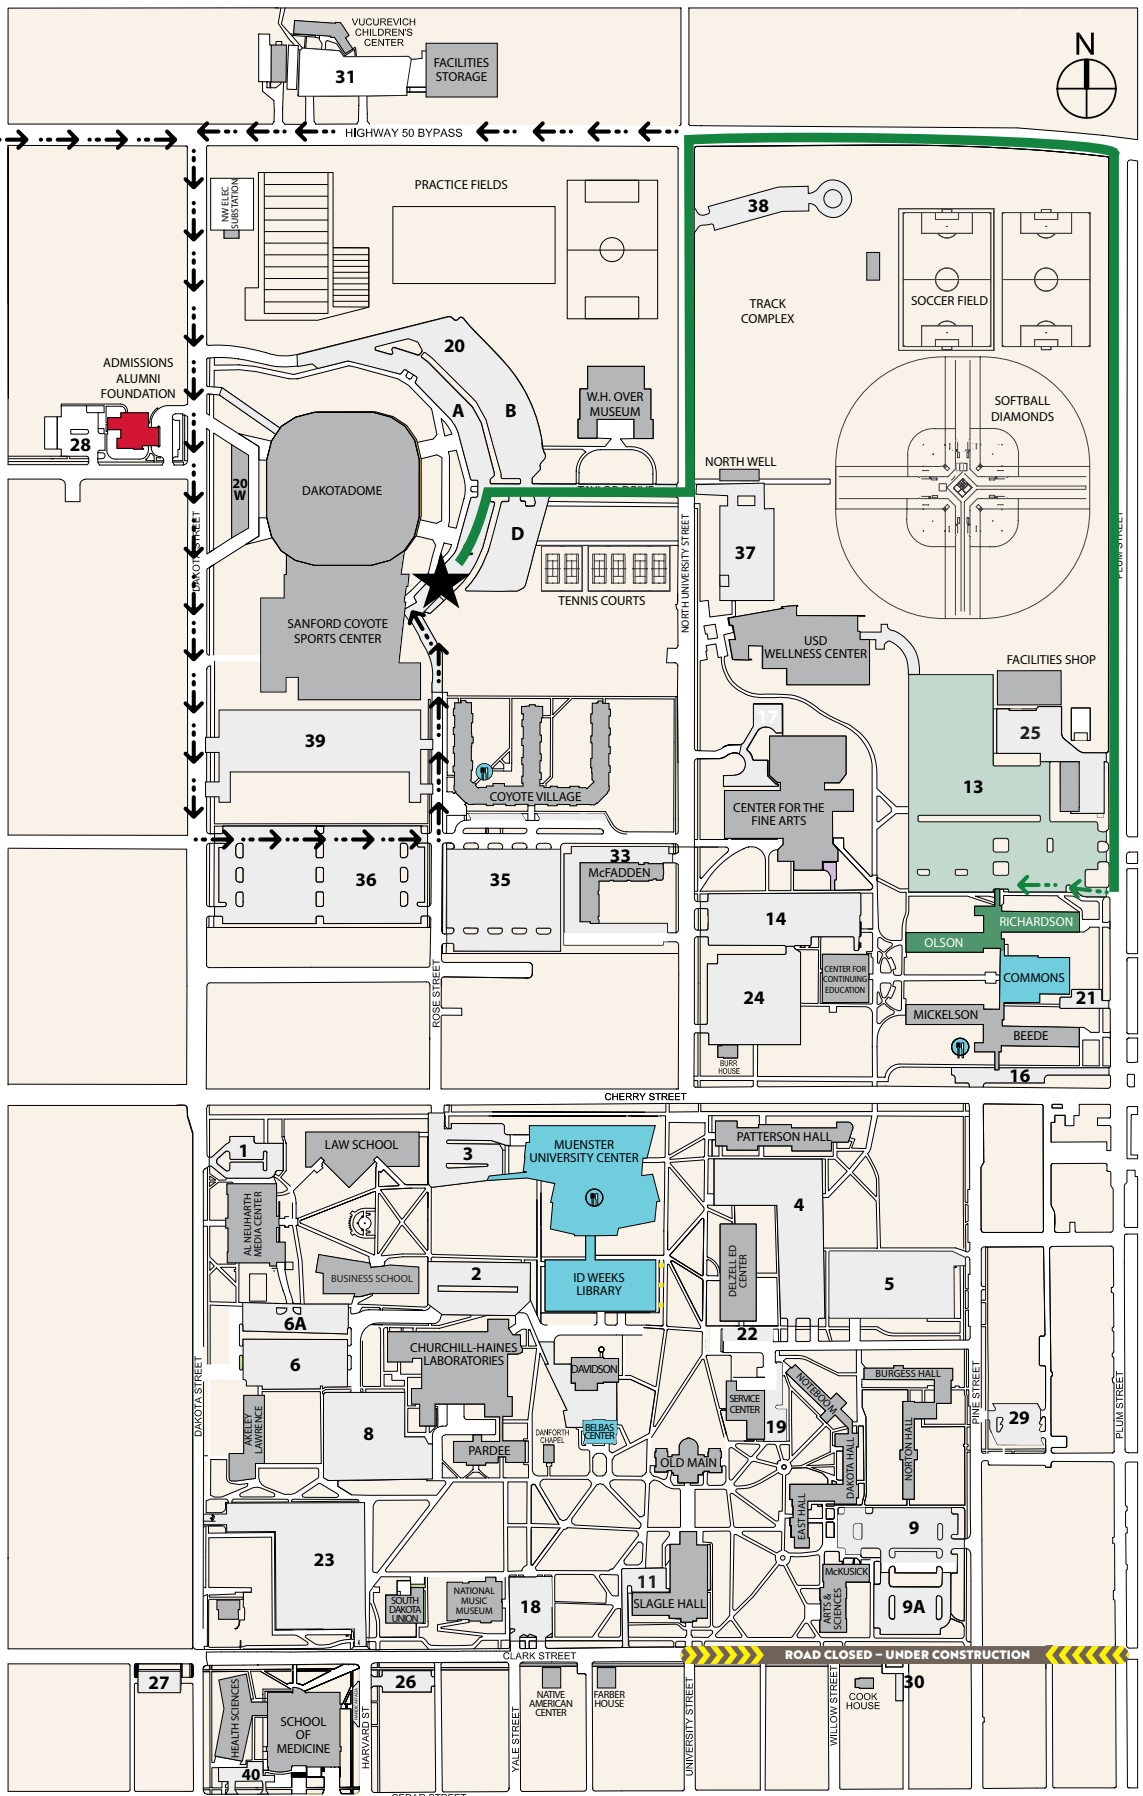 VUCUREVICH
CHILDREN'S
CENTER
31
FACILITIES
STORAGE
N
HIGHWAY 50 BYPASS
NW ELEC
SUBSTATION
PRACTICE FIELDS
38
SOCCER FIELD
TRACK
COMPLEX
20
A
B
ADMISSIONS
ALUMNI
FOUNDATION
28
W.H. OVER
MUSEUM
SOFTBALL
DIAMONDS
NORTH WELL
DAKOTADOME
20
W
D
37
TENNIS COURTS
DAKOTA STREET
NORTH UNIVERSITY STREET
PLUM STREET
SANFORD COYOTE
SPORTS CENTER
USD
WELLNESS CENTER
FACILITIES SHOP
17
25
39
13
COYOTE VILLAGE
CENTER FOR THE
FINE ARTS
36
35
33
McFADDEN
14
RICHARDSON
OLSON
COMMONS
24
CENTER FOR
CONTINUING
EDUCATION
21
MICKELSON
BEEDE
ROSE STREET
BURR
HOUSE
16
CHERRY STREET
1
LAW SCHOOL
3
MUENSTER
UNIVERSITY CENTER
PATTERSON HALL
4
AL NEUHARTH
MEDIA CENTER
BUSINESS SCHOOL
2
ID WEEKS
LIBRARY
DELZELL ED
CENTER
5
6A
22
6
CHURCHILL-HAINES
LABORATORIES
DAVIDSON
NOTEBOOM
BURGESS HALL
DAKOTA STREET
PINE STREET
PLUM STREET
AKELEY
LAWRENCE
8
SERVICE
CENTER
19
29
BELBAS
CENTER
DANFORTH
CHAPEL
PARDEE
OLD MAIN
DAKOTA HALL
NORTON HALL
EAST HALL
9
23
11
McKUSICK
SOUTH
DAKOTA
UNION
NATIONAL
MUSIC
MUSEUM
18
SLAGLE HALL
ARTS &
SCIENCES
9A
CLARK STREET
ROAD CLOSED – UNDER CONSTRUCTION
27
26
30
NATIVE
AMERICAN
CENTER
FARBER
HOUSE
COOK
HOUSE
HEALTH SCIENCES
SCHOOL
OF
MEDICINE
HARVARD ST
YALE STREET
UNIVERSITY STREET
WILLOW STREET
40